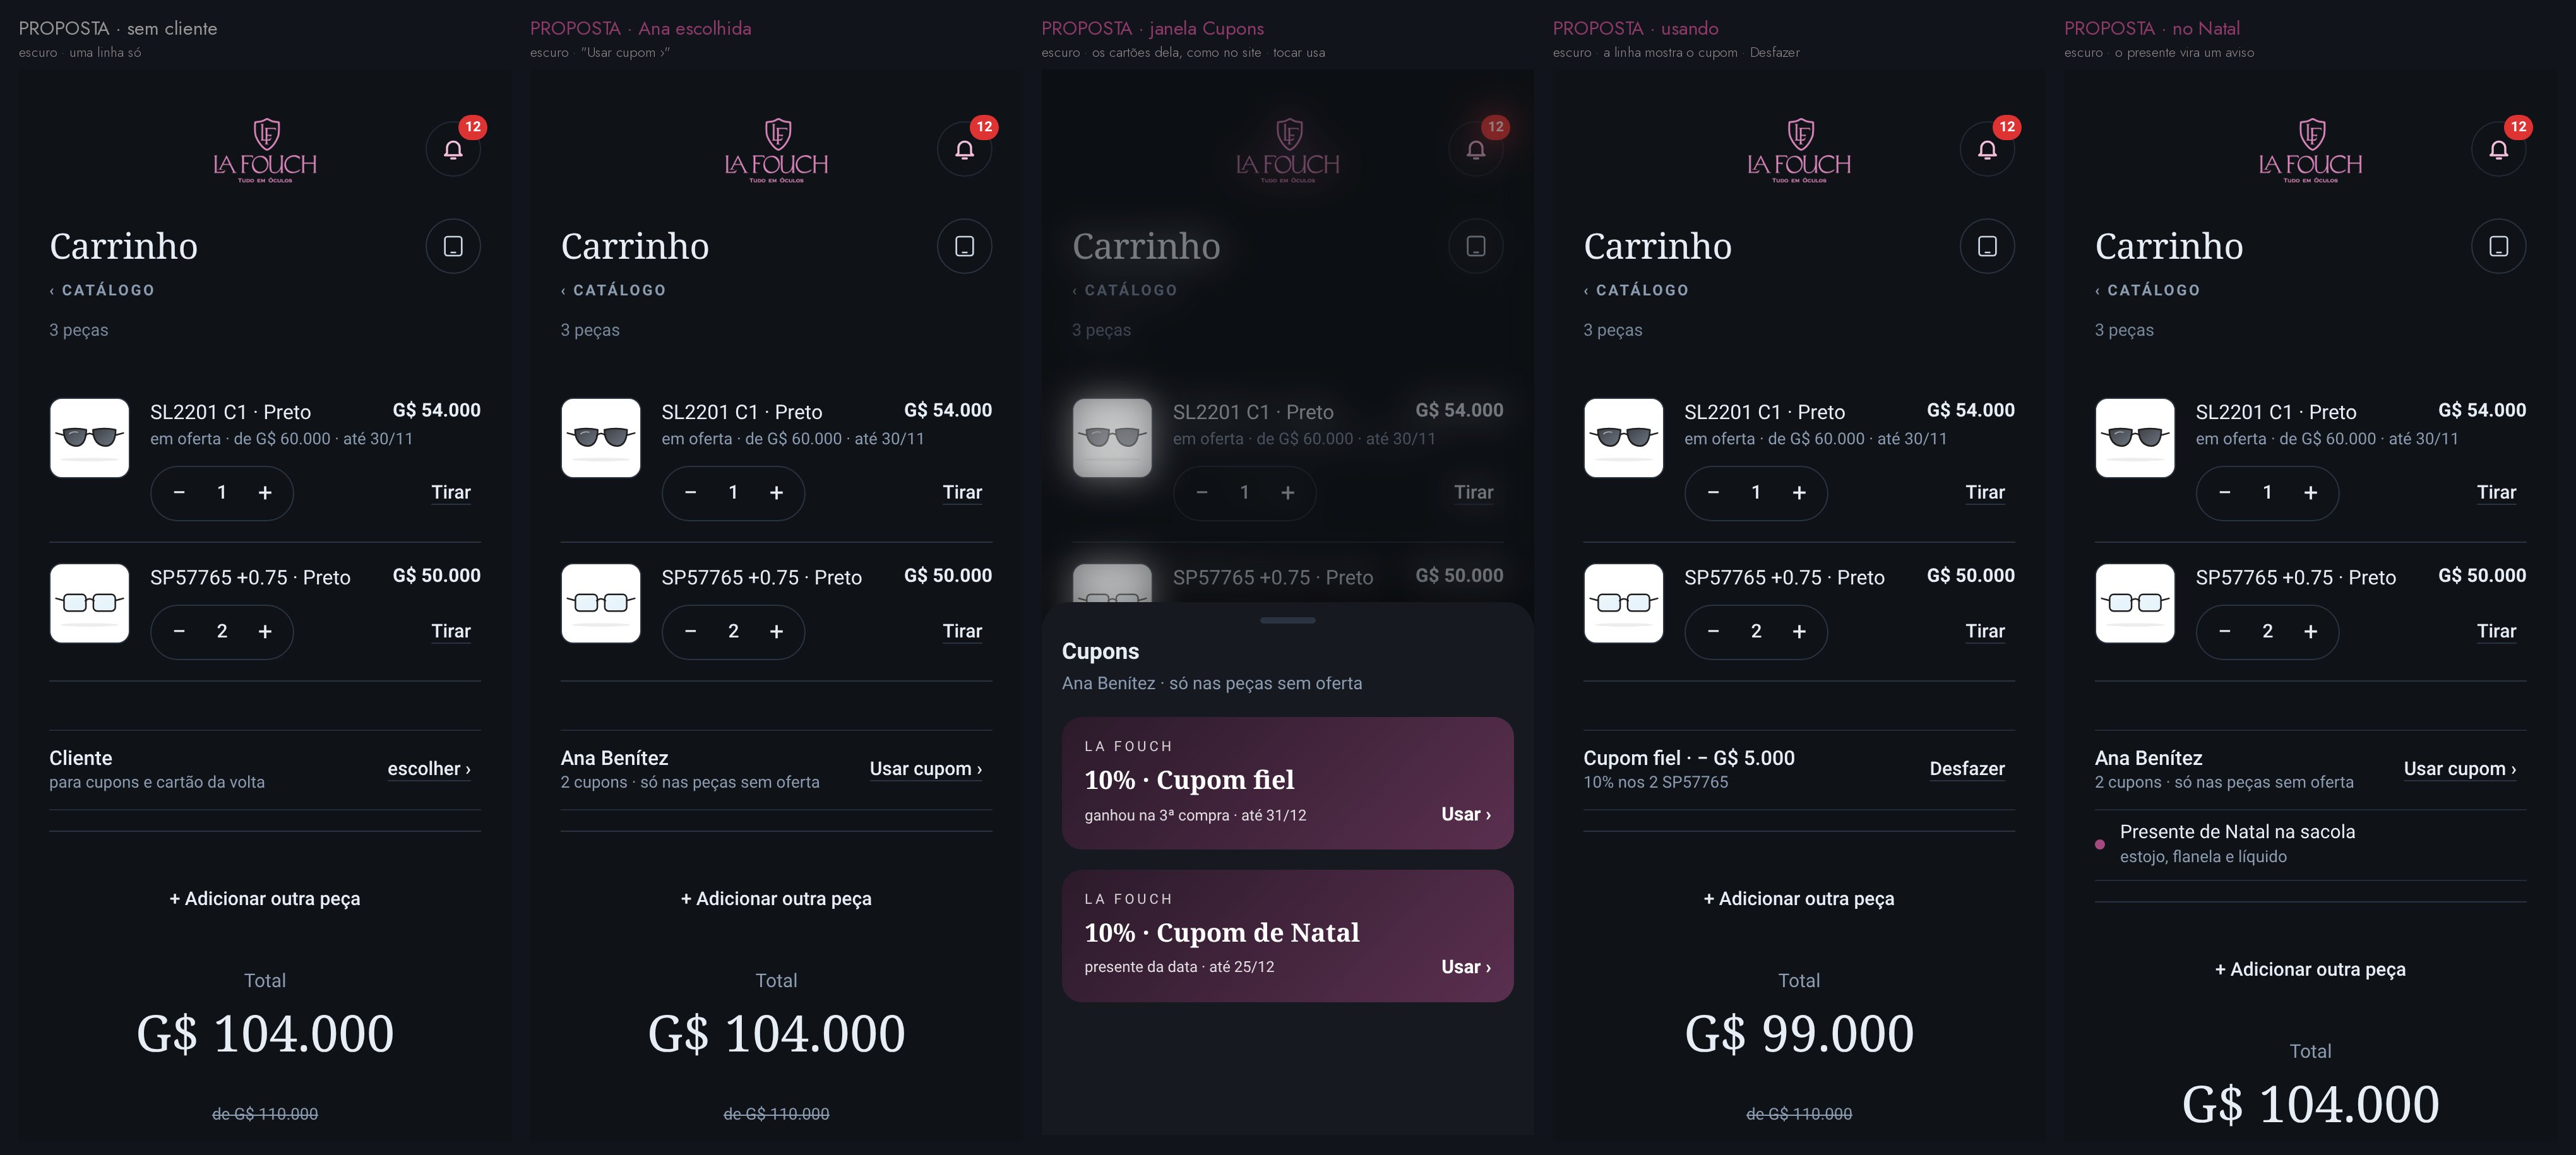 PROPOSTA · sem cliente
escuro · uma linha só
LF
LA FOUCH
TUDO EM ÓCULOS
12
Carrinho
‹ CATÁLOGO
3 peças
SL2201 C1 · Preto
G$ 54.000
em oferta · de G$ 60.000 · até 30/11
− 1 +
Tirar
SP57765 +0.75 · Preto
G$ 50.000
− 2 +
Tirar
Cliente
para cupons e cartão da volta
escolher ›
+ Adicionar outra peça
Total
G$ 104.000
de G$ 110.000
PROPOSTA · Ana escolhida
escuro · "Usar cupom ›"
LF
LA FOUCH
TUDO EM ÓCULOS
12
Carrinho
‹ CATÁLOGO
3 peças
SL2201 C1 · Preto
G$ 54.000
em oferta · de G$ 60.000 · até 30/11
− 1 +
Tirar
SP57765 +0.75 · Preto
G$ 50.000
− 2 +
Tirar
Ana Benítez
2 cupons · só nas peças sem oferta
Usar cupom ›
+ Adicionar outra peça
Total
G$ 104.000
de G$ 110.000
PROPOSTA · janela Cupons
escuro · os cartões dela, como no site · tocar usa
LF
LA FOUCH
TUDO EM ÓCULOS
12
Carrinho
‹ CATÁLOGO
3 peças
SL2201 C1 · Preto
G$ 54.000
em oferta · de G$ 60.000 · até 30/11
− 1 +
Tirar
SP57765 +0.75 · Preto
G$ 50.000
Cupons
Ana Benítez · só nas peças sem oferta
LA FOUCH
10% · Cupom fiel
ganhou na 3ª compra · até 31/12
Usar ›
LA FOUCH
10% · Cupom de Natal
presente da data · até 25/12
Usar ›
PROPOSTA · usando
escuro · a linha mostra o cupom · Desfazer
LF
LA FOUCH
TUDO EM ÓCULOS
12
Carrinho
‹ CATÁLOGO
3 peças
SL2201 C1 · Preto
G$ 54.000
em oferta · de G$ 60.000 · até 30/11
− 1 +
Tirar
SP57765 +0.75 · Preto
G$ 50.000
− 2 +
Tirar
Cupom fiel · − G$ 5.000
10% nos 2 SP57765
Desfazer
+ Adicionar outra peça
Total
G$ 99.000
de G$ 110.000
PROPOSTA · no Natal
escuro · o presente vira um aviso
LF
LA FOUCH
TUDO EM ÓCULOS
12
Carrinho
‹ CATÁLOGO
3 peças
SL2201 C1 · Preto
G$ 54.000
em oferta · de G$ 60.000 · até 30/11
− 1 +
Tirar
SP57765 +0.75 · Preto
G$ 50.000
− 2 +
Tirar
Ana Benítez
2 cupons · só nas peças sem oferta
Usar cupom ›
Presente de Natal na sacola
estojo, flanela e líquido
+ Adicionar outra peça
Total
G$ 104.000